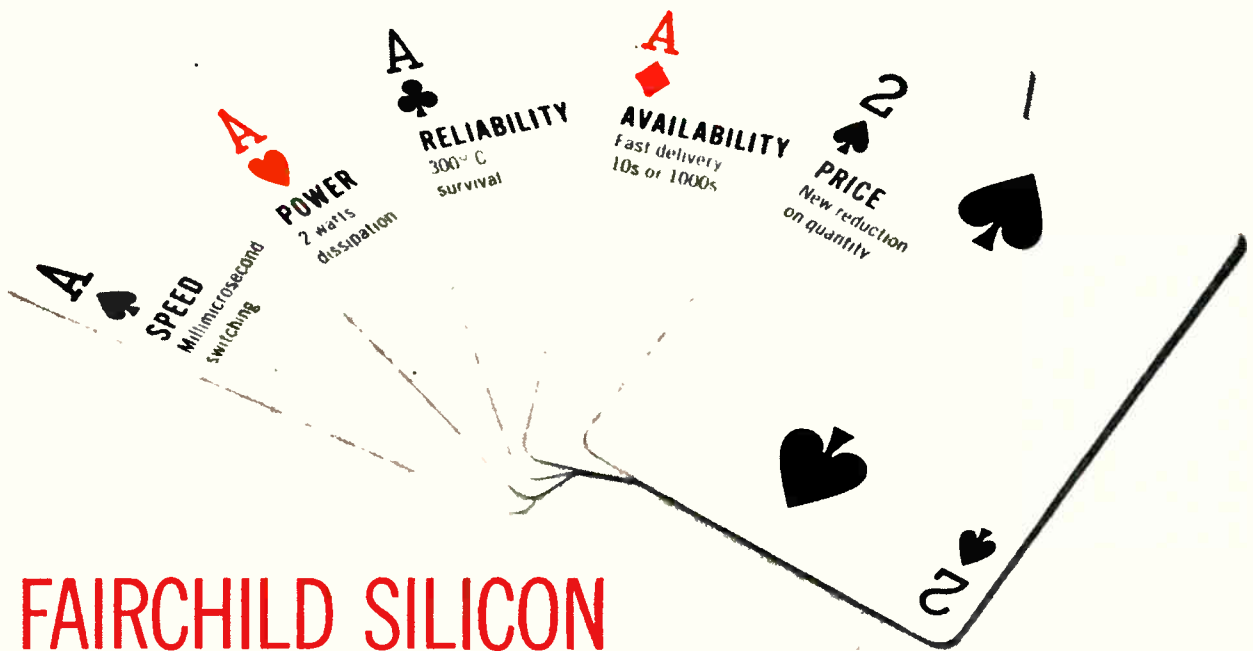 A
SPEED
Millimicrosecond
switching
A
POWER
2 watts
dissipation
A
RELIABILITY
300° C
survival
A
AVAILABILITY
Fast delivery
10s or 1000s
2
PRICE
New reduction
on quantity
2
FAIRCHILD SILICON